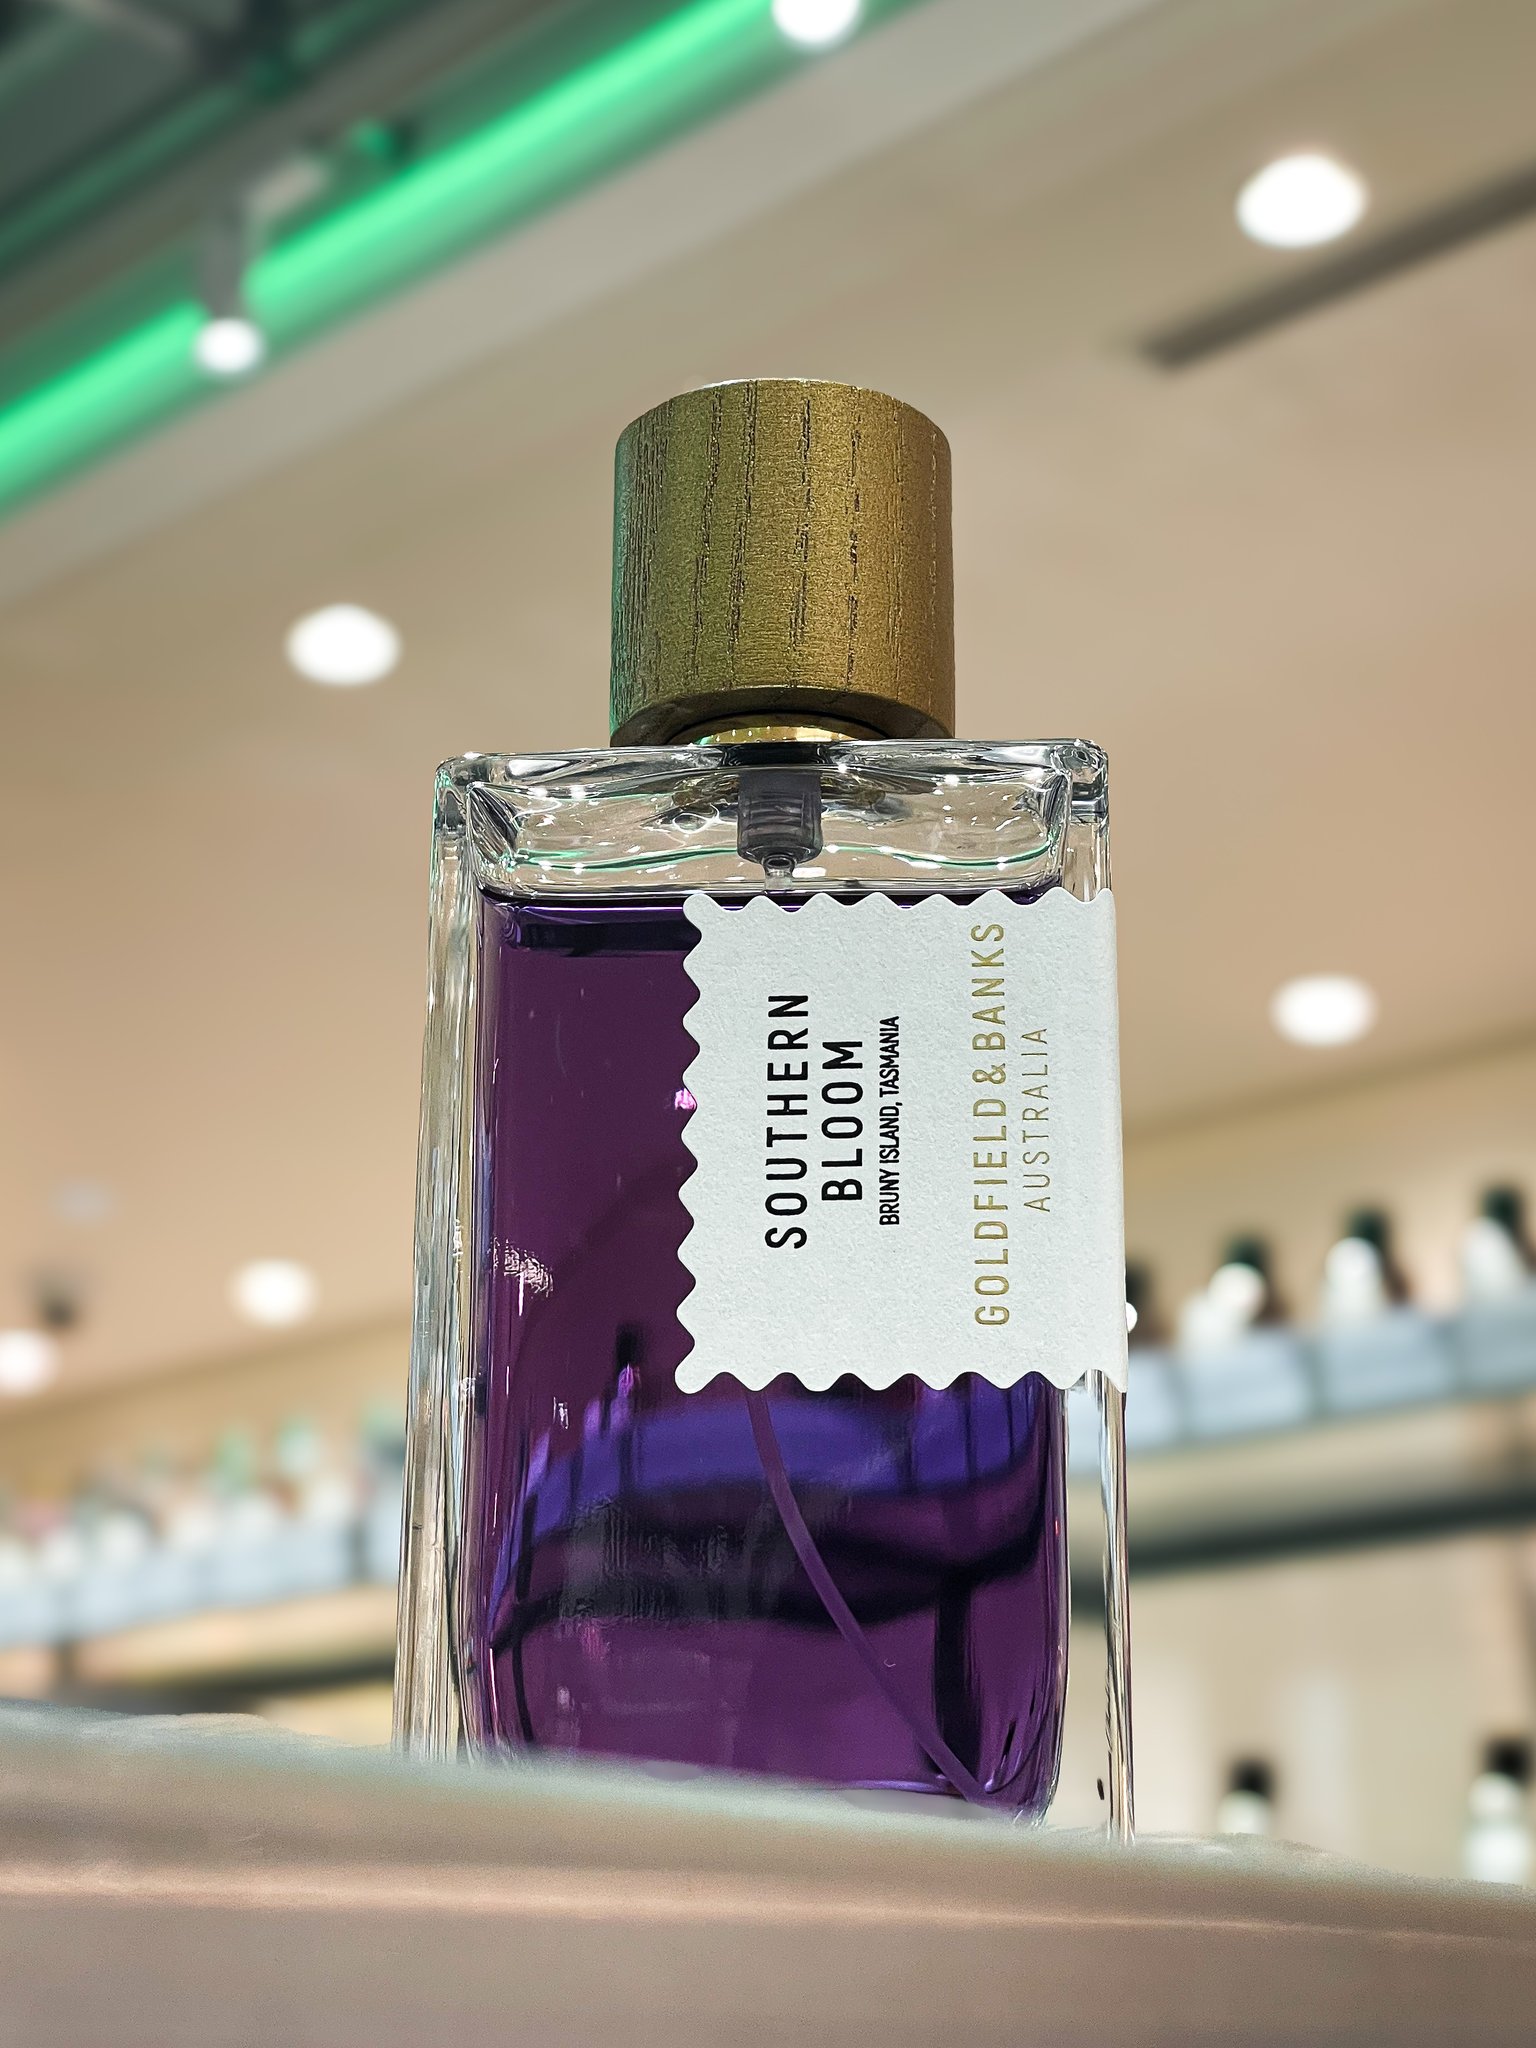 SOUTHERN
BLOOM
BRUNY ISLAND, TASMANIA
GOLDFIELD & BANKS
AUSTRALIA